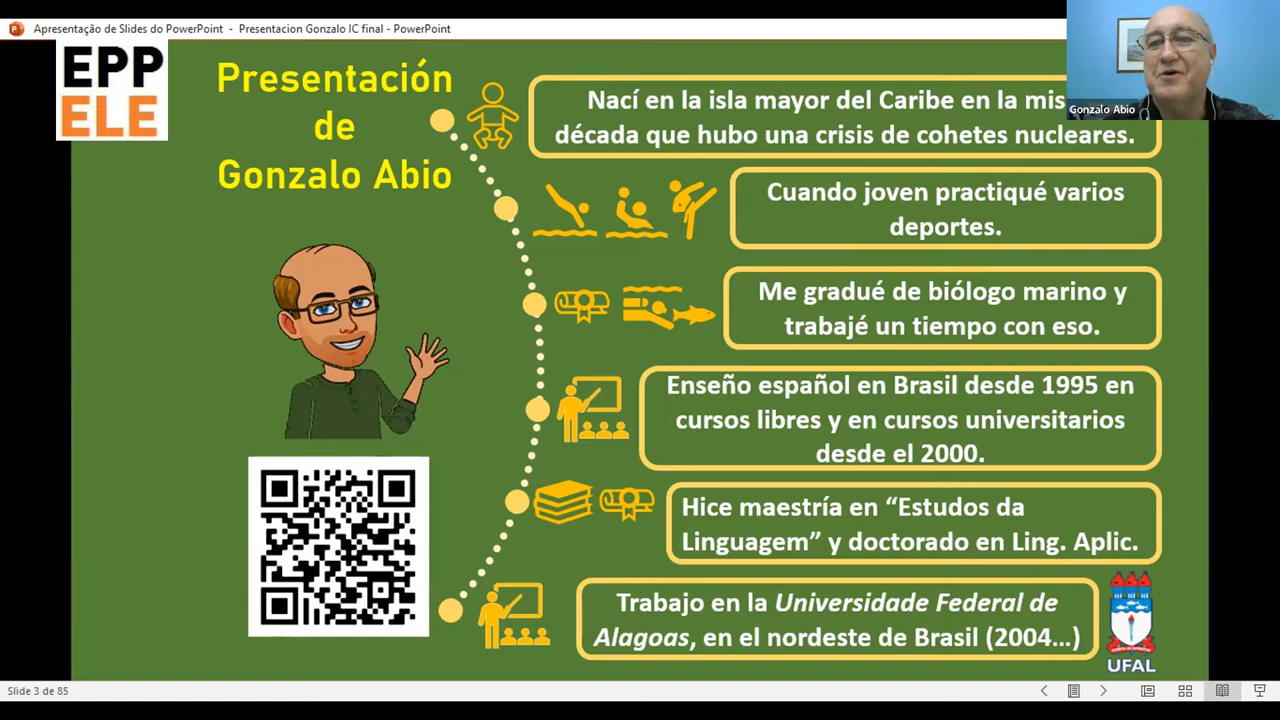 Apresentação de Slides do PowerPoint - Presentacion Gonzalo IC final - PowerPoint
EPP
ELE
Presentación
de
Gonzalo Abio
Gonzalo Abio
Nací en la isla mayor del Caribe en la mis
década que hubo una crisis de cohetes nucleares.
Cuando joven practiqué varios
deportes.
Me gradué de biólogo marino y
trabajé un tiempo con eso.
Enseño español en Brasil desde 1995 en
cursos libres y en cursos universitarios
desde el 2000.
Hice maestría en “Estudos da
Linguagem” y doctorado en Ling. Aplic.
Trabajo en la Universidade Federal de
Alagoas, en el nordeste de Brasil (2004...)
UFAL
Slide 3 de 85